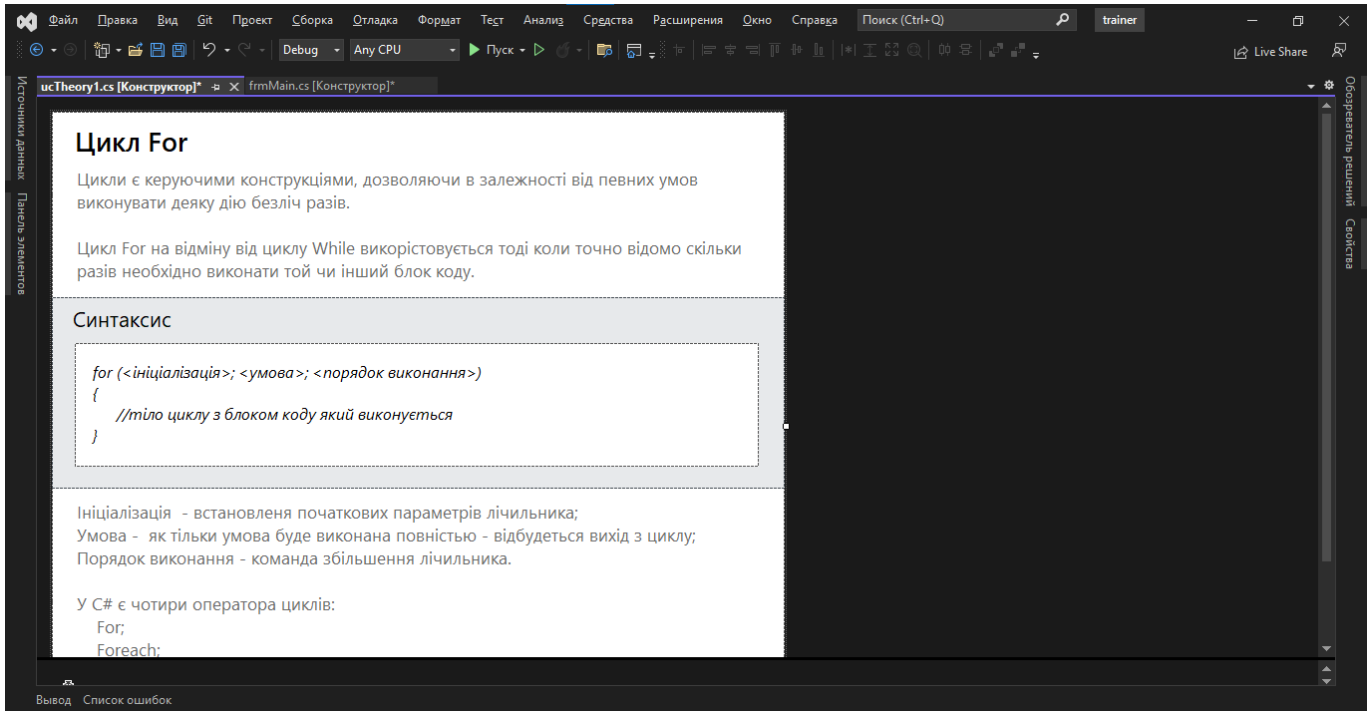 Файл Правка Вид Git Проект Сборка Отладка Формат Тест Анализ Средства Расширения Окно Справка Поиск (Ctrl+Q) trainer
Debug Any CPU Пуск Live Share
ucTheory1.cs [Конструктор]* frmMain.cs [Конструктор]*
Источники данных
Панель элементов
Цикл For
Цикли є керуючими конструкціями, дозволяючи в залежності від певних умов
виконувати деяку дію безліч разів.
Цикл For на відміну від циклу While вікорістовується тоді коли точно відомо скільки
разів необхідно виконати той чи інший блок коду.
Синтаксис
for (<ініціалізація>; <умова>; <порядок виконання>)
{
//тіло циклу з блоком коду який виконується
}
Ініціалізація - встановленя початкових параметрів лічильника;
Умова - як тільки умова буде виконана повністью - відбудеться вихід з циклу;
Порядок виконання - команда збільшення лічильника.
У C# є чотири оператора циклів:
For;
Foreach;
Обозреватель решений
Свойства
Вывод Список ошибок